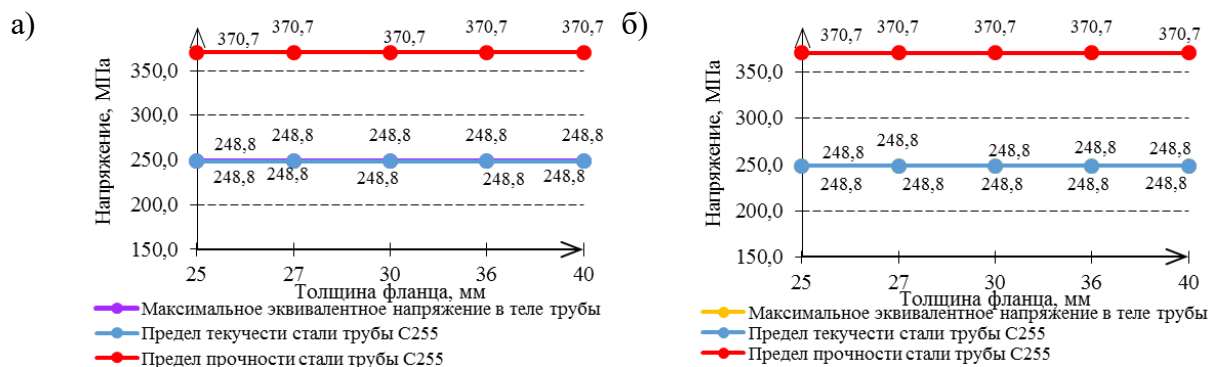 а)
370,7 370,7 370,7 370,7 370,7
Напряжение, МПа
350,0
300,0
250,0
200,0
150,0
248,8 248,8 248,8 248,8 248,8
248,8 248,8 248,8 248,8 248,8
25 27 30 36 40
Толщина фланца, мм
Максимальное эквивалентное напряжение в теле трубы
Предел текучести стали трубы С255
Предел прочности стали трубы С255
б)
370,7 370,7 370,7 370,7 370,7
Напряжение, МПа
350,0
300,0
250,0
200,0
150,0
248,8 248,8 248,8 248,8 248,8
248,8 248,8 248,8 248,8 248,8
25 27 30 36 40
Толщина фланца, мм
Максимальное эквивалентное напряжение в теле трубы
Предел текучести стали трубы С255
Предел прочности стали трубы С255